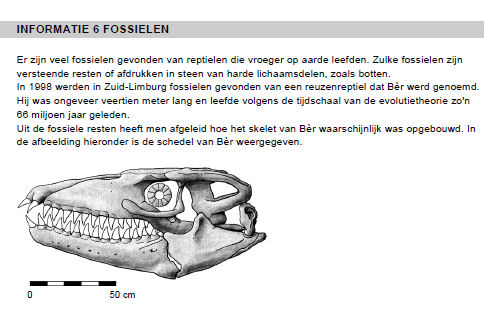 INFORMATIE 6 FOSSIELEN
Er zijn veel fossielen gevonden van reptielen die vroeger op aarde leefden. Zulke fossielen zijn
versteende resten of afdrukken in steen van harde lichaamsdelen, zoals botten.
In 1998 werden in Zuid-Limburg fossielen gevonden van een reuzenreptiel dat Bèr werd genoemd.
Hij was ongeveer veertien meter lang en leefde volgens de tijdschaal van de evolutietheorie zo'n
66 miljoen jaar geleden.
Uit de fossiele resten heeft men afgeleid hoe het skelet van Bèr waarschijnlijk was opgebouwd. In
de afbeelding hieronder is de schedel van Bèr weergegeven.
0 50 cm